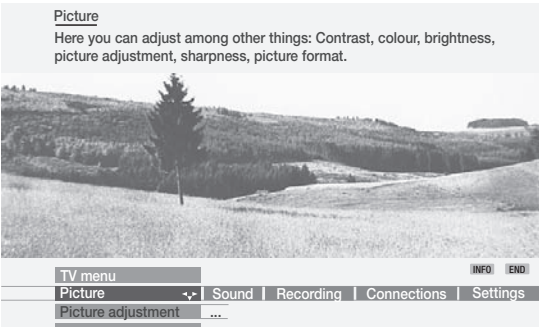 Picture
Here you can adjust among other things: Contrast, colour, brightness,
picture adjustment, sharpness, picture format.
INFO END
TV menu
Picture Sound Recording Connections Settings
Picture adjustment ...